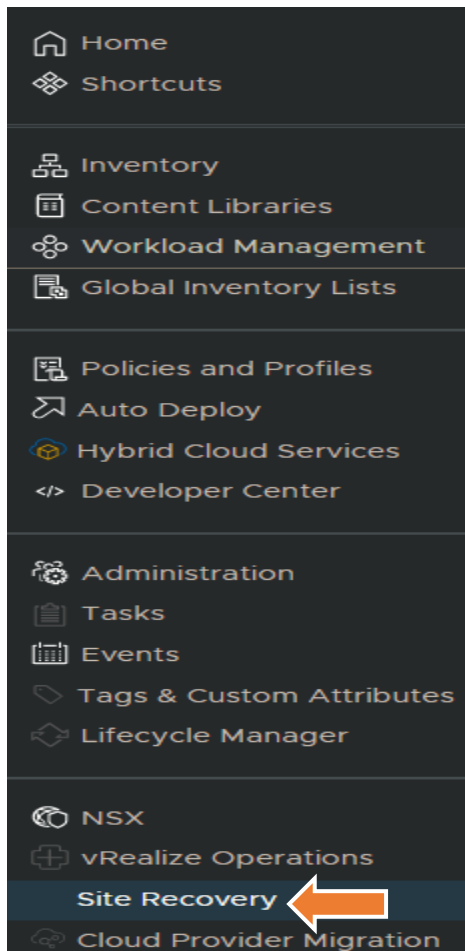 Home
Shortcuts
Inventory
Content Libraries
Workload Management
Global Inventory Lists
Policies and Profiles
Auto Deploy
Hybrid Cloud Services
Developer Center
Administration
Tasks
Events
Tags & Custom Attributes
Lifecycle Manager
NSX
vRealize Operations
Site Recovery
Cloud Provider Migration